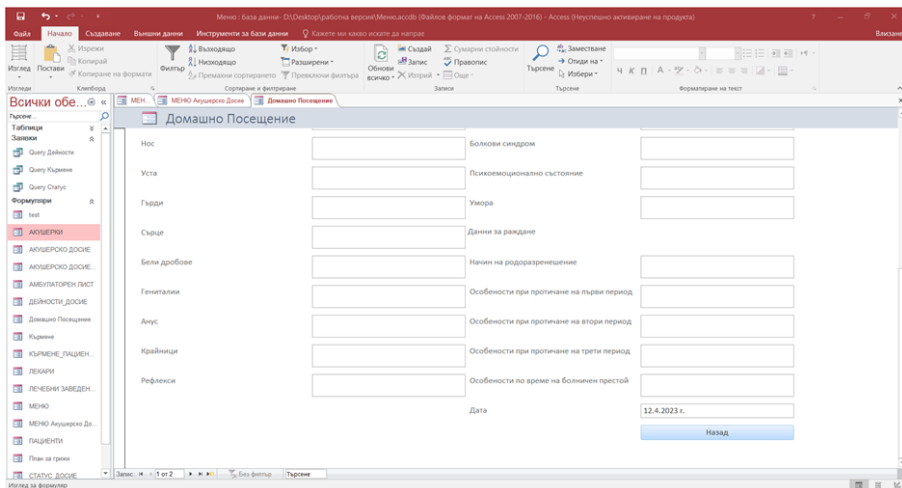 Меню : база данни- D:\Desktop\работна версия\Меню.accdb (Файлов формат на Access 2007-2016) - Access (Неуспешно активиране на продукта)
Файл Начало Създаване Външни данни Инструменти за бази данни Кажете ми какво искате да направя Влизане
Изглед
Изгледи
Постави
Изрежи
Копирай
Копиране на формати
Клипборд
Филтър
Възходящо
Низходящо
Премахни сортирането
Избор
Разширени
Превключи филтъра
Сортиране и филтриране
Обнови всичко
Създай
Запис
Изтрий
Сумарни стойности
Правопис
Още
Записи
Търсене
Заместване
Отиди на
Избери
Търсене
Ч К П
Форматиране на текст
Всички обе...
Търсене...
Таблици
Заявки
Query Дейности
Query Кърмене
Query Статус
Формуляри
test
АКУШЕРКИ
АКУШЕРСКО ДОСИЕ
АКУШЕРСКО ДОСИЕ...
АМБУЛАТОРЕН ЛИСТ
ДЕЙНОСТИ_ДОСИЕ
Домашно Посещение
Кърмене
КЪРМЕНЕ_ПАЦИЕН...
ЛЕКАРИ
ЛЕЧЕБНИ ЗАВЕДЕН...
МЕНЮ
МЕНЮ Акушерско До...
ПАЦИЕНТИ
План за грижи
СТАТУС_ДОСИЕ
МЕН... МЕНЮ Акушерско Досие Домашно Посещение
Домашно Посещение
Нос Болкови синдром
Уста Психоемоционално състояние
Гърди Умора
Сърце Данни за раждане
Бели дробове Начин на родоразрешение
Гениталии Особености при протичане на първи период
Анус Особености при протичане на втори период
Крайници Особености при протичане на трети период
Рефлекси Особености по време на болничен престой
Дата 12.4.2023 г.
Назад
Запис: 1 от 2 Без филтър Търсене
Изглед за формуляр